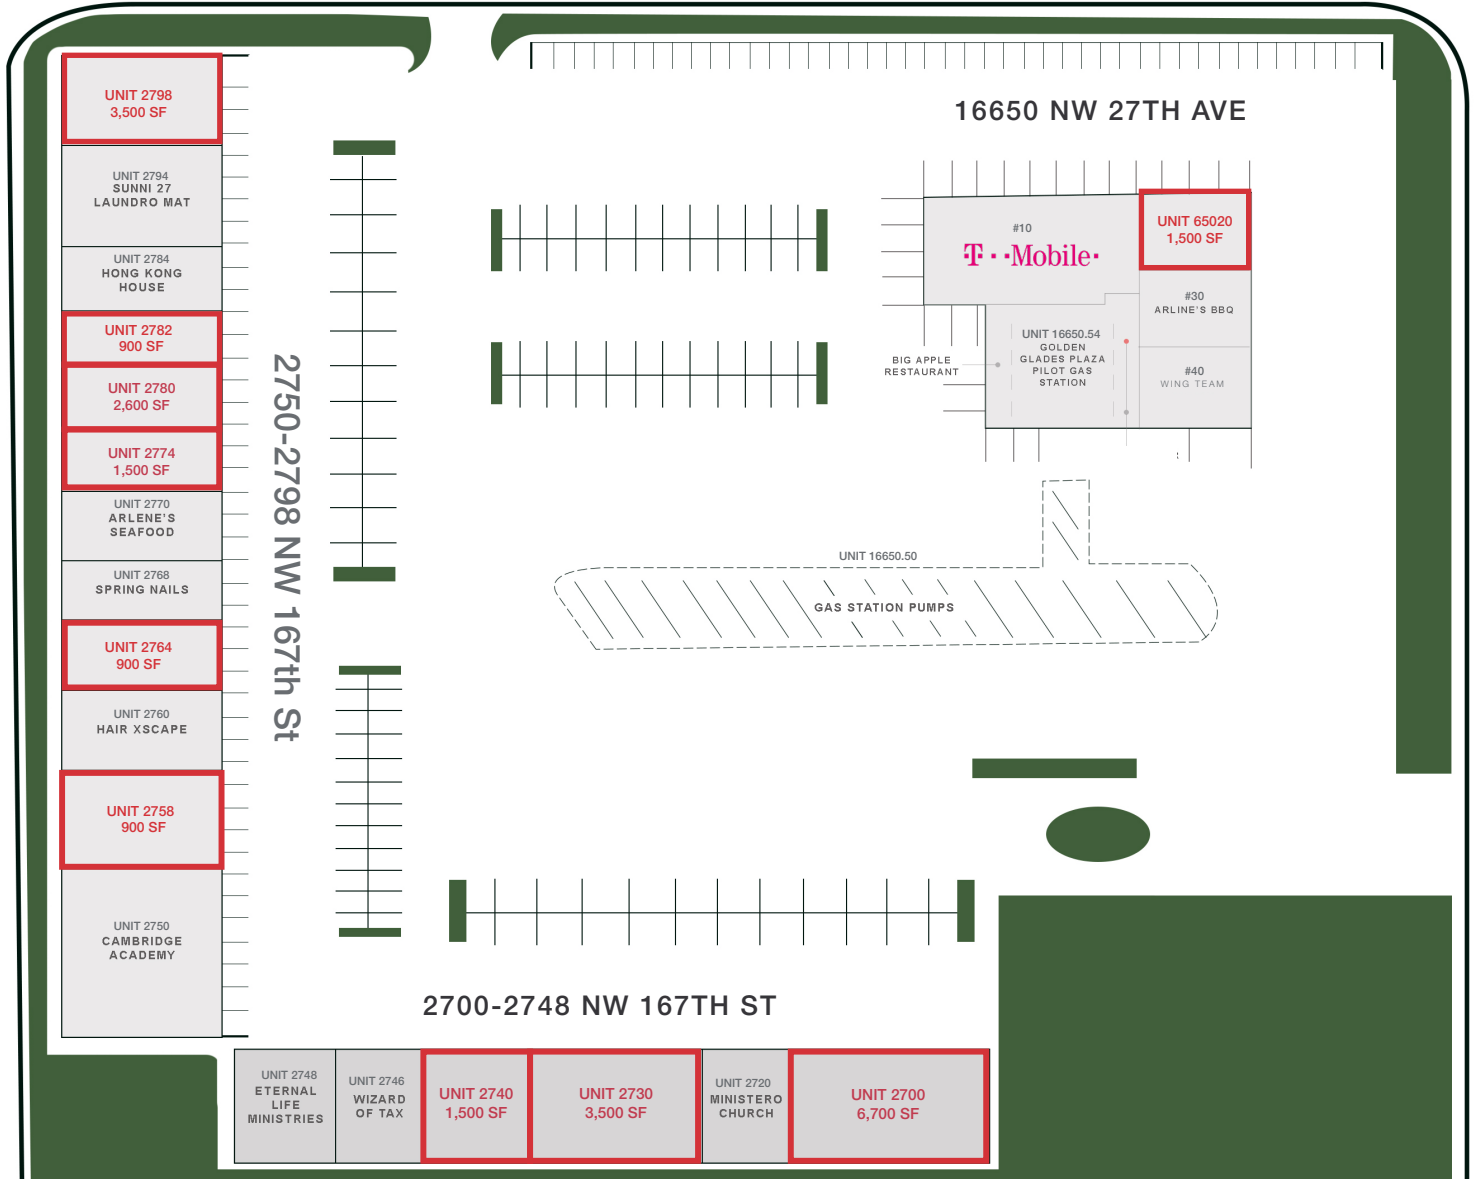 16650 NW 27TH AVE
UNIT 2798
3,500 SF
UNIT 2794
SUNNI 27
LAUNDRO MAT
UNIT 2784
HONG KONG
HOUSE
UNIT 2782
900 SF
UNIT 2780
2,600 SF
UNIT 2774
1,500 SF
UNIT 2770
ARLENE'S
SEAFOOD
UNIT 2768
SPRING NAILS
UNIT 2764
900 SF
UNIT 2760
HAIR XSCAPE
UNIT 2758
900 SF
UNIT 2750
CAMBRIDGE
ACADEMY
2750-2798 NW 167th St
#10
T··Mobile·
UNIT 65020
1,500 SF
#30
ARLINE'S BBQ
UNIT 16650.54
GOLDEN
GLADES PLAZA
PILOT GAS
STATION
BIG APPLE
RESTAURANT
#40
WING TEAM
UNIT 16650.50
GAS STATION PUMPS
2700-2748 NW 167TH ST
UNIT 2748
ETERNAL
LIFE
MINISTRIES
UNIT 2746
WIZARD
OF TAX
UNIT 2740
1,500 SF
UNIT 2730
3,500 SF
UNIT 2720
MINISTERO
CHURCH
UNIT 2700
6,700 SF